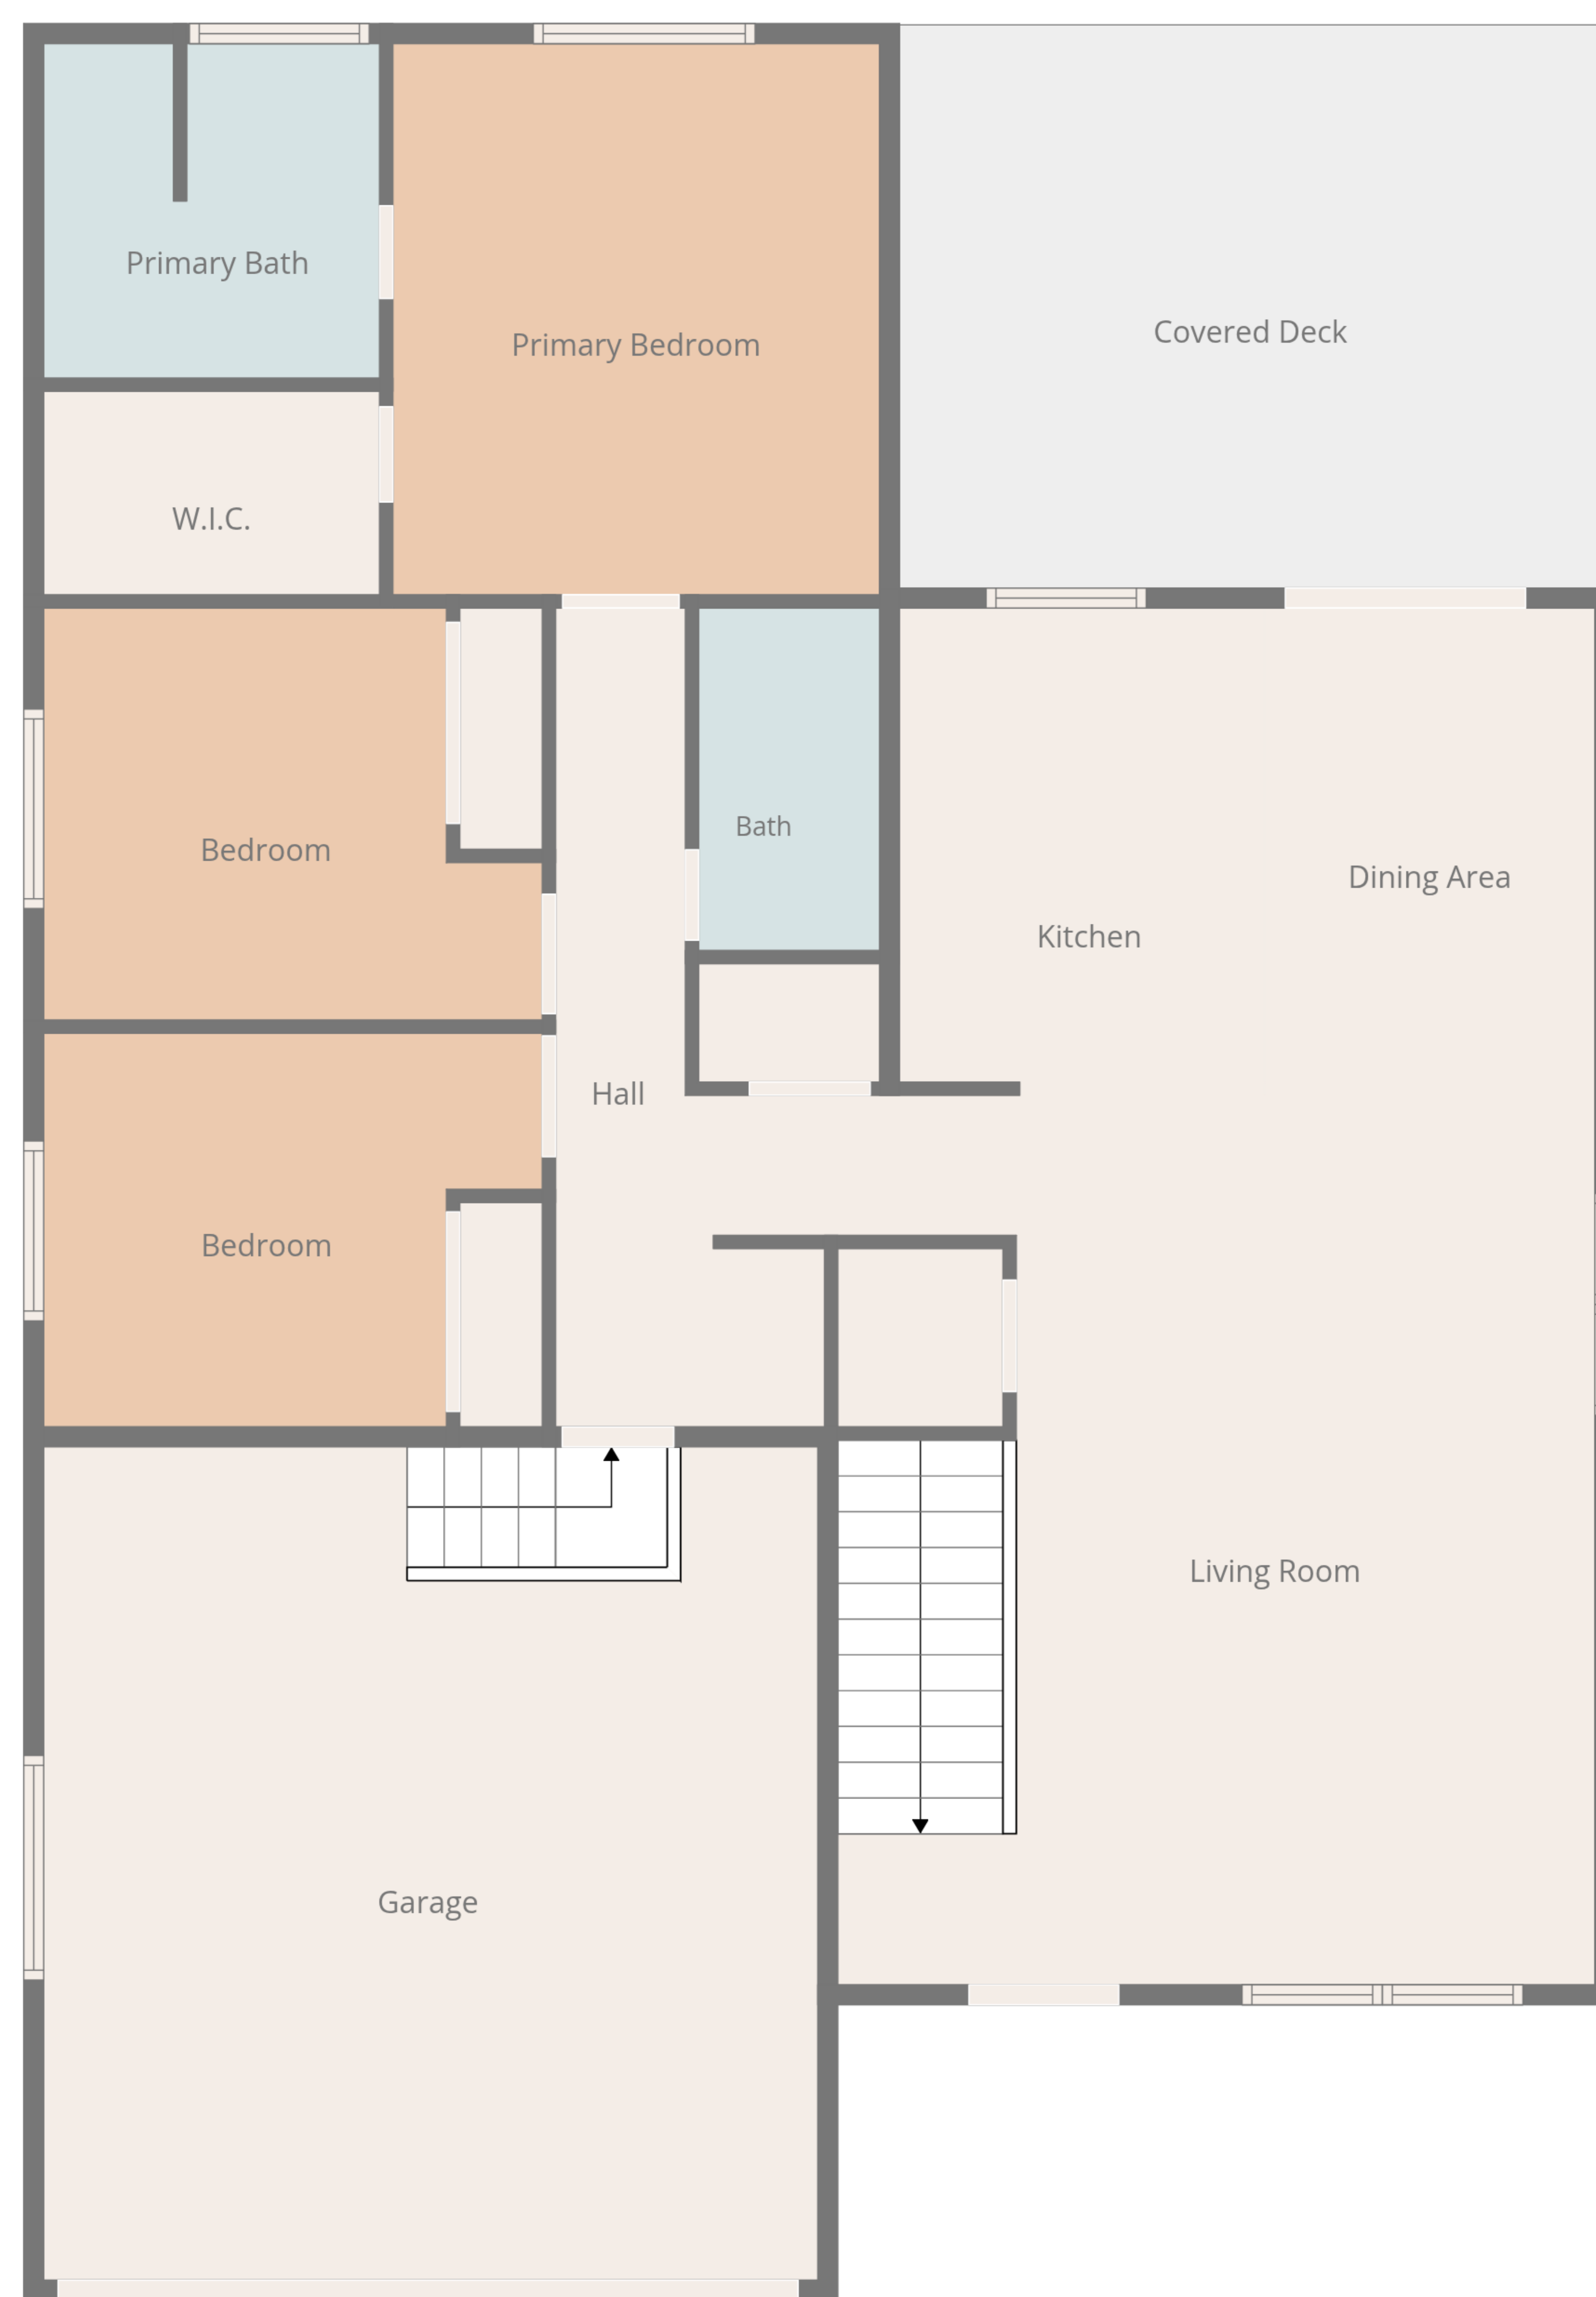 Primary Bath
Primary Bedroom
Covered Deck
W.I.C.
Bedroom
Bath
Dining Area
Kitchen
Hall
Bedroom
Living Room
Garage